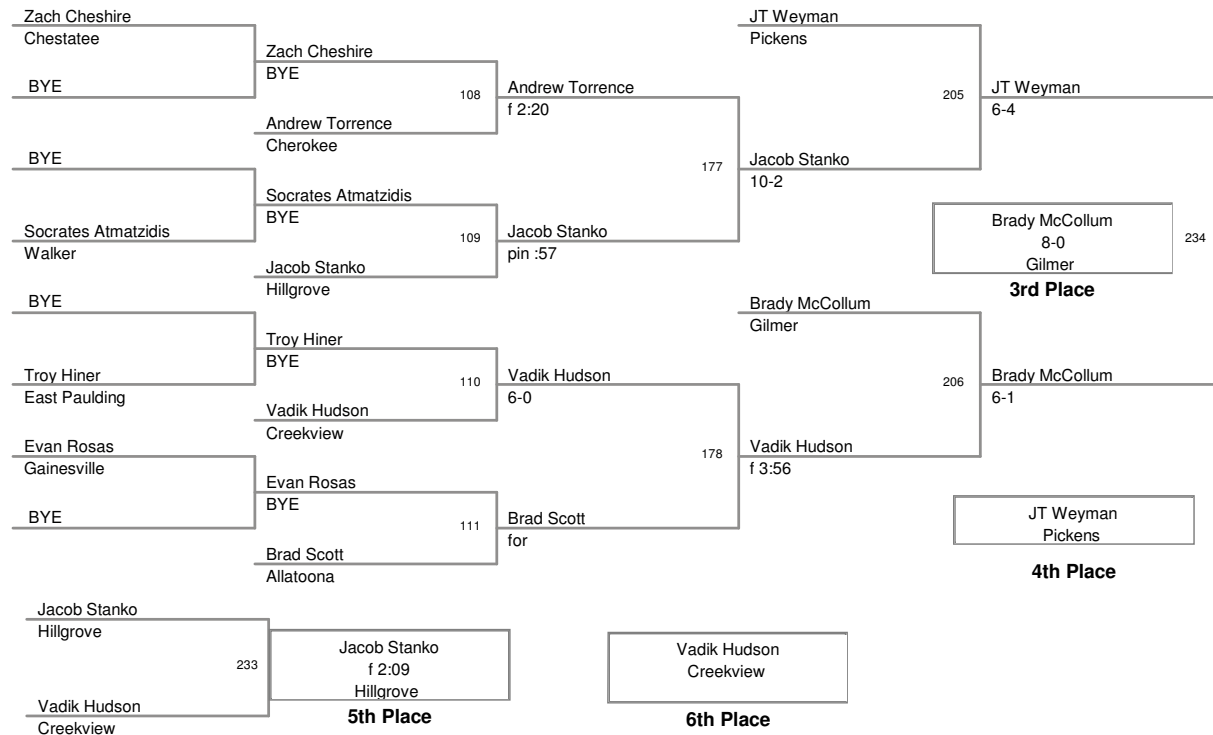 Zach Cheshire
Chestatee
BYE
BYE
Socrates Atmatzidis
Walker
BYE
Troy Hiner
East Paulding
Evan Rosas
Gainesville
BYE
Zach Cheshire
BYE
108
Andrew Torrence
Cherokee
Socrates Atmatzidis
BYE
109
Jacob Stanko
Hillgrove
Troy Hiner
BYE
110
Vadik Hudson
Creekview
Evan Rosas
BYE
111
Brad Scott
Allatoona
Andrew Torrence
f 2:20
177
Jacob Stanko
pin :57
Vadik Hudson
6-0
178
Brad Scott
for
JT Weyman
Pickens
205
Jacob Stanko
10-2
Brady McCollum
Gilmer
206
Vadik Hudson
f 3:56
JT Weyman
6-4
Brady McCollum
8-0
Gilmer
234
3rd Place
Brady McCollum
6-1
JT Weyman
Pickens
4th Place
Jacob Stanko
Hillgrove
233
Vadik Hudson
Creekview
Jacob Stanko
f 2:09
Hillgrove
5th Place
Vadik Hudson
Creekview
6th Place